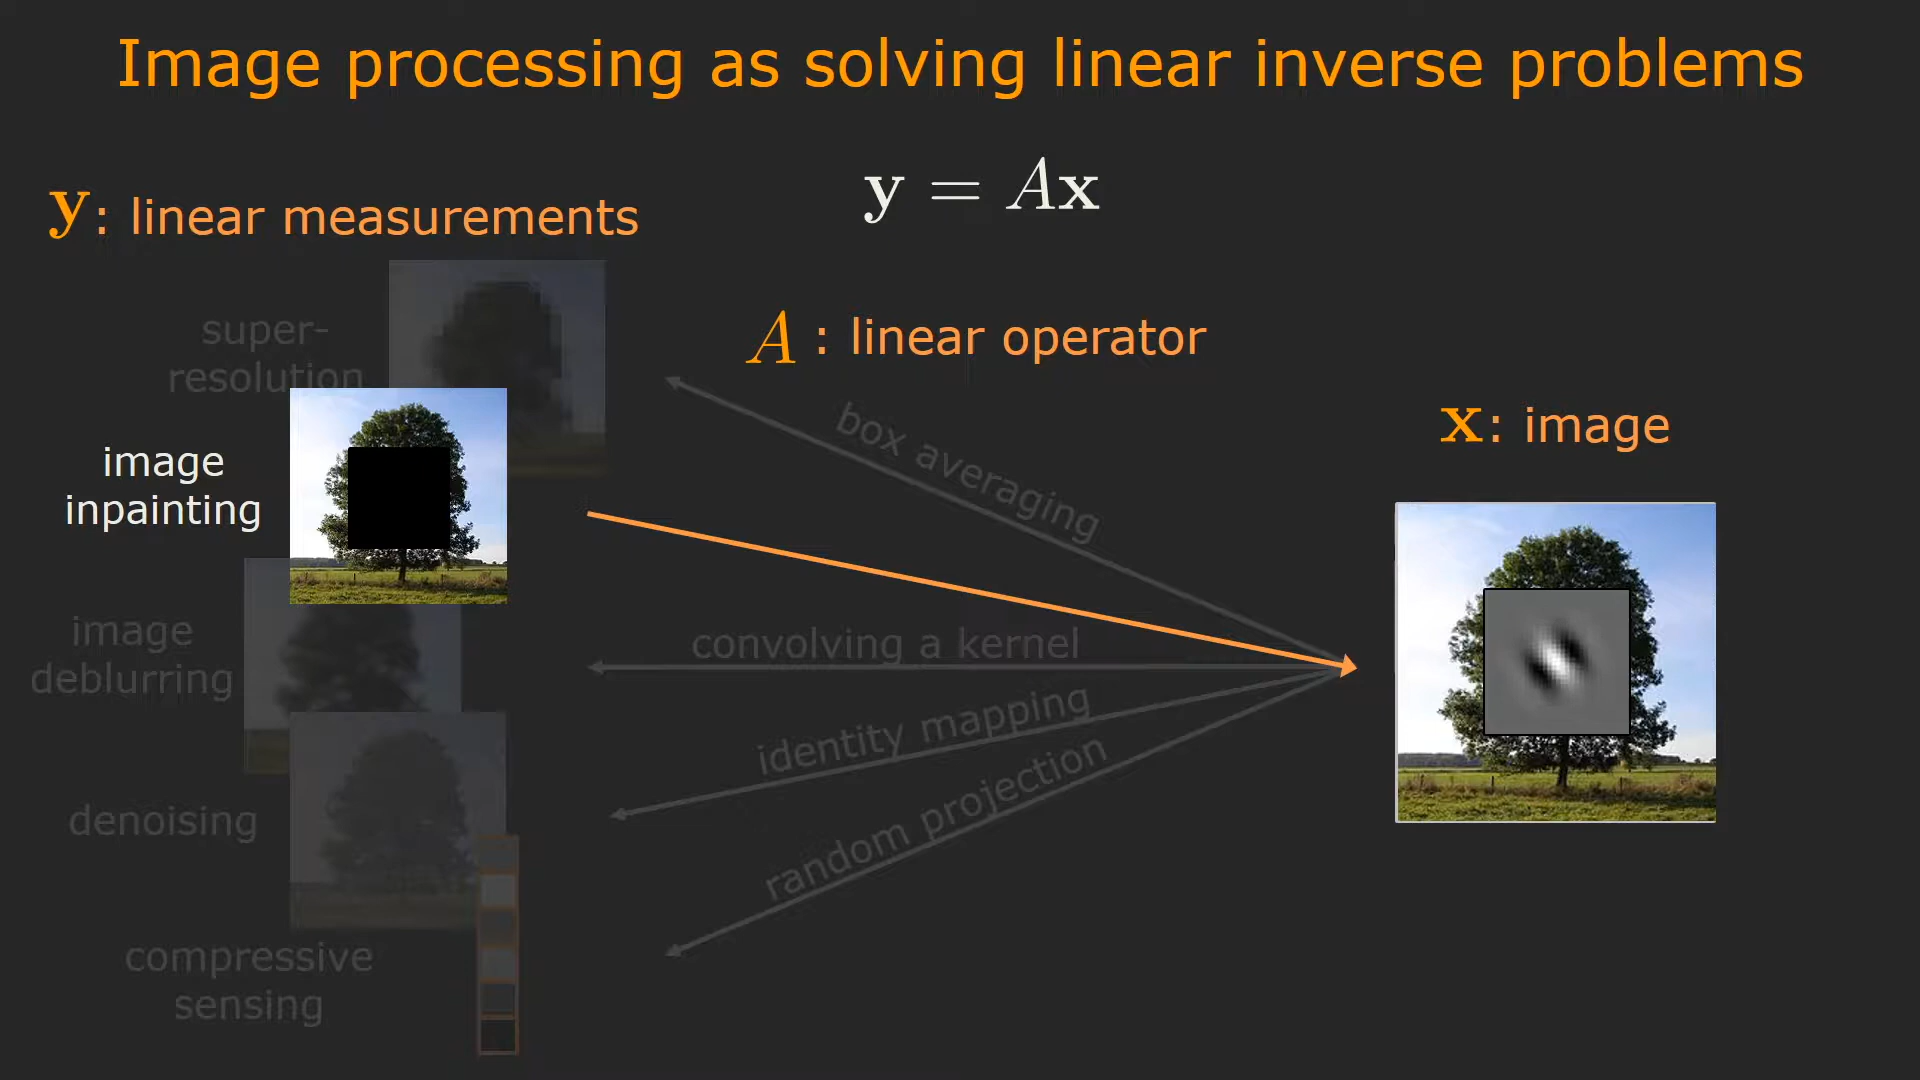 Image processing as solving linear inverse problems
y = Ax
y: linear measurements
super-
resolution
A : linear operator
box averaging
x: image
image
inpainting
image
deblurring
convolving a kernel
identity mapping
denoising
random projection
compressive
sensing